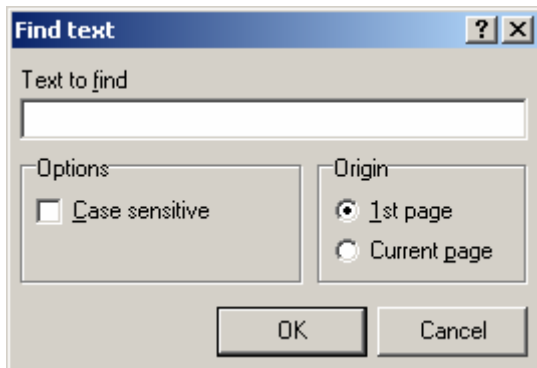 Find text
Text to find
Options
Case sensitive
Origin
1st page
Current page
OK
Cancel